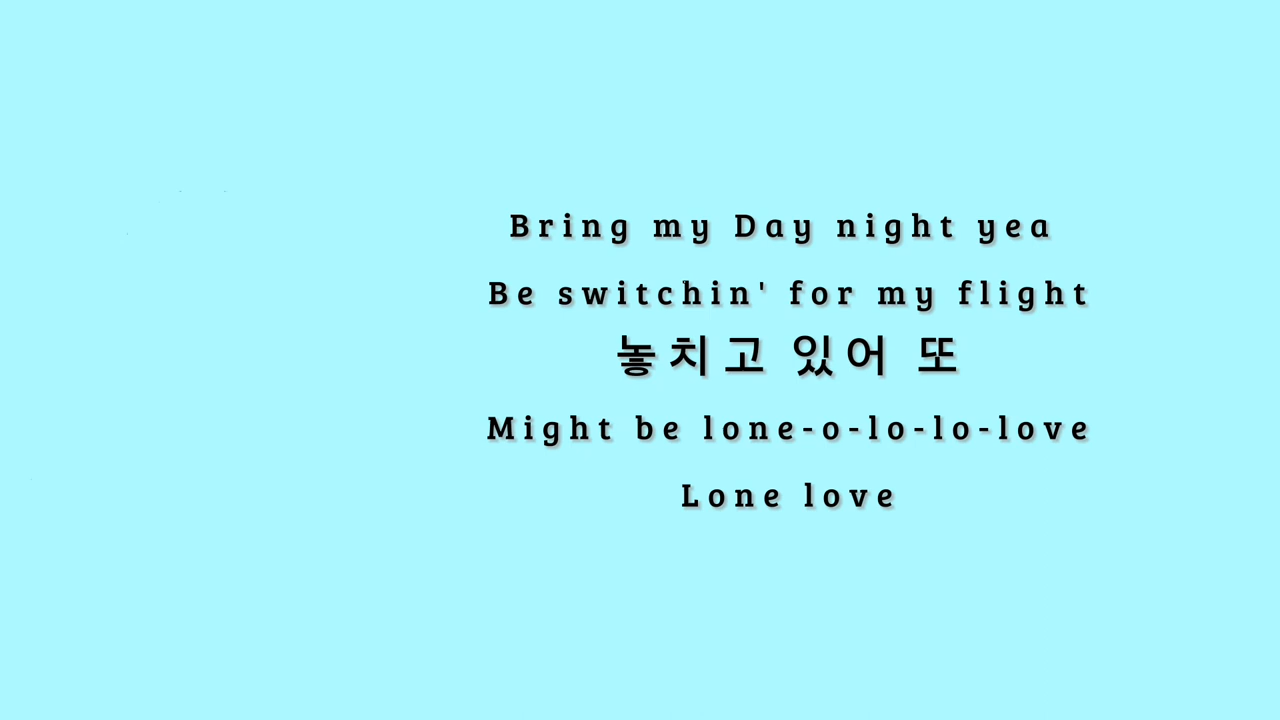 Bring my Day night yea
Be switchin' for my flight
놓치고 있어 또
Might be lone-o-lo-lo-love
Lone love